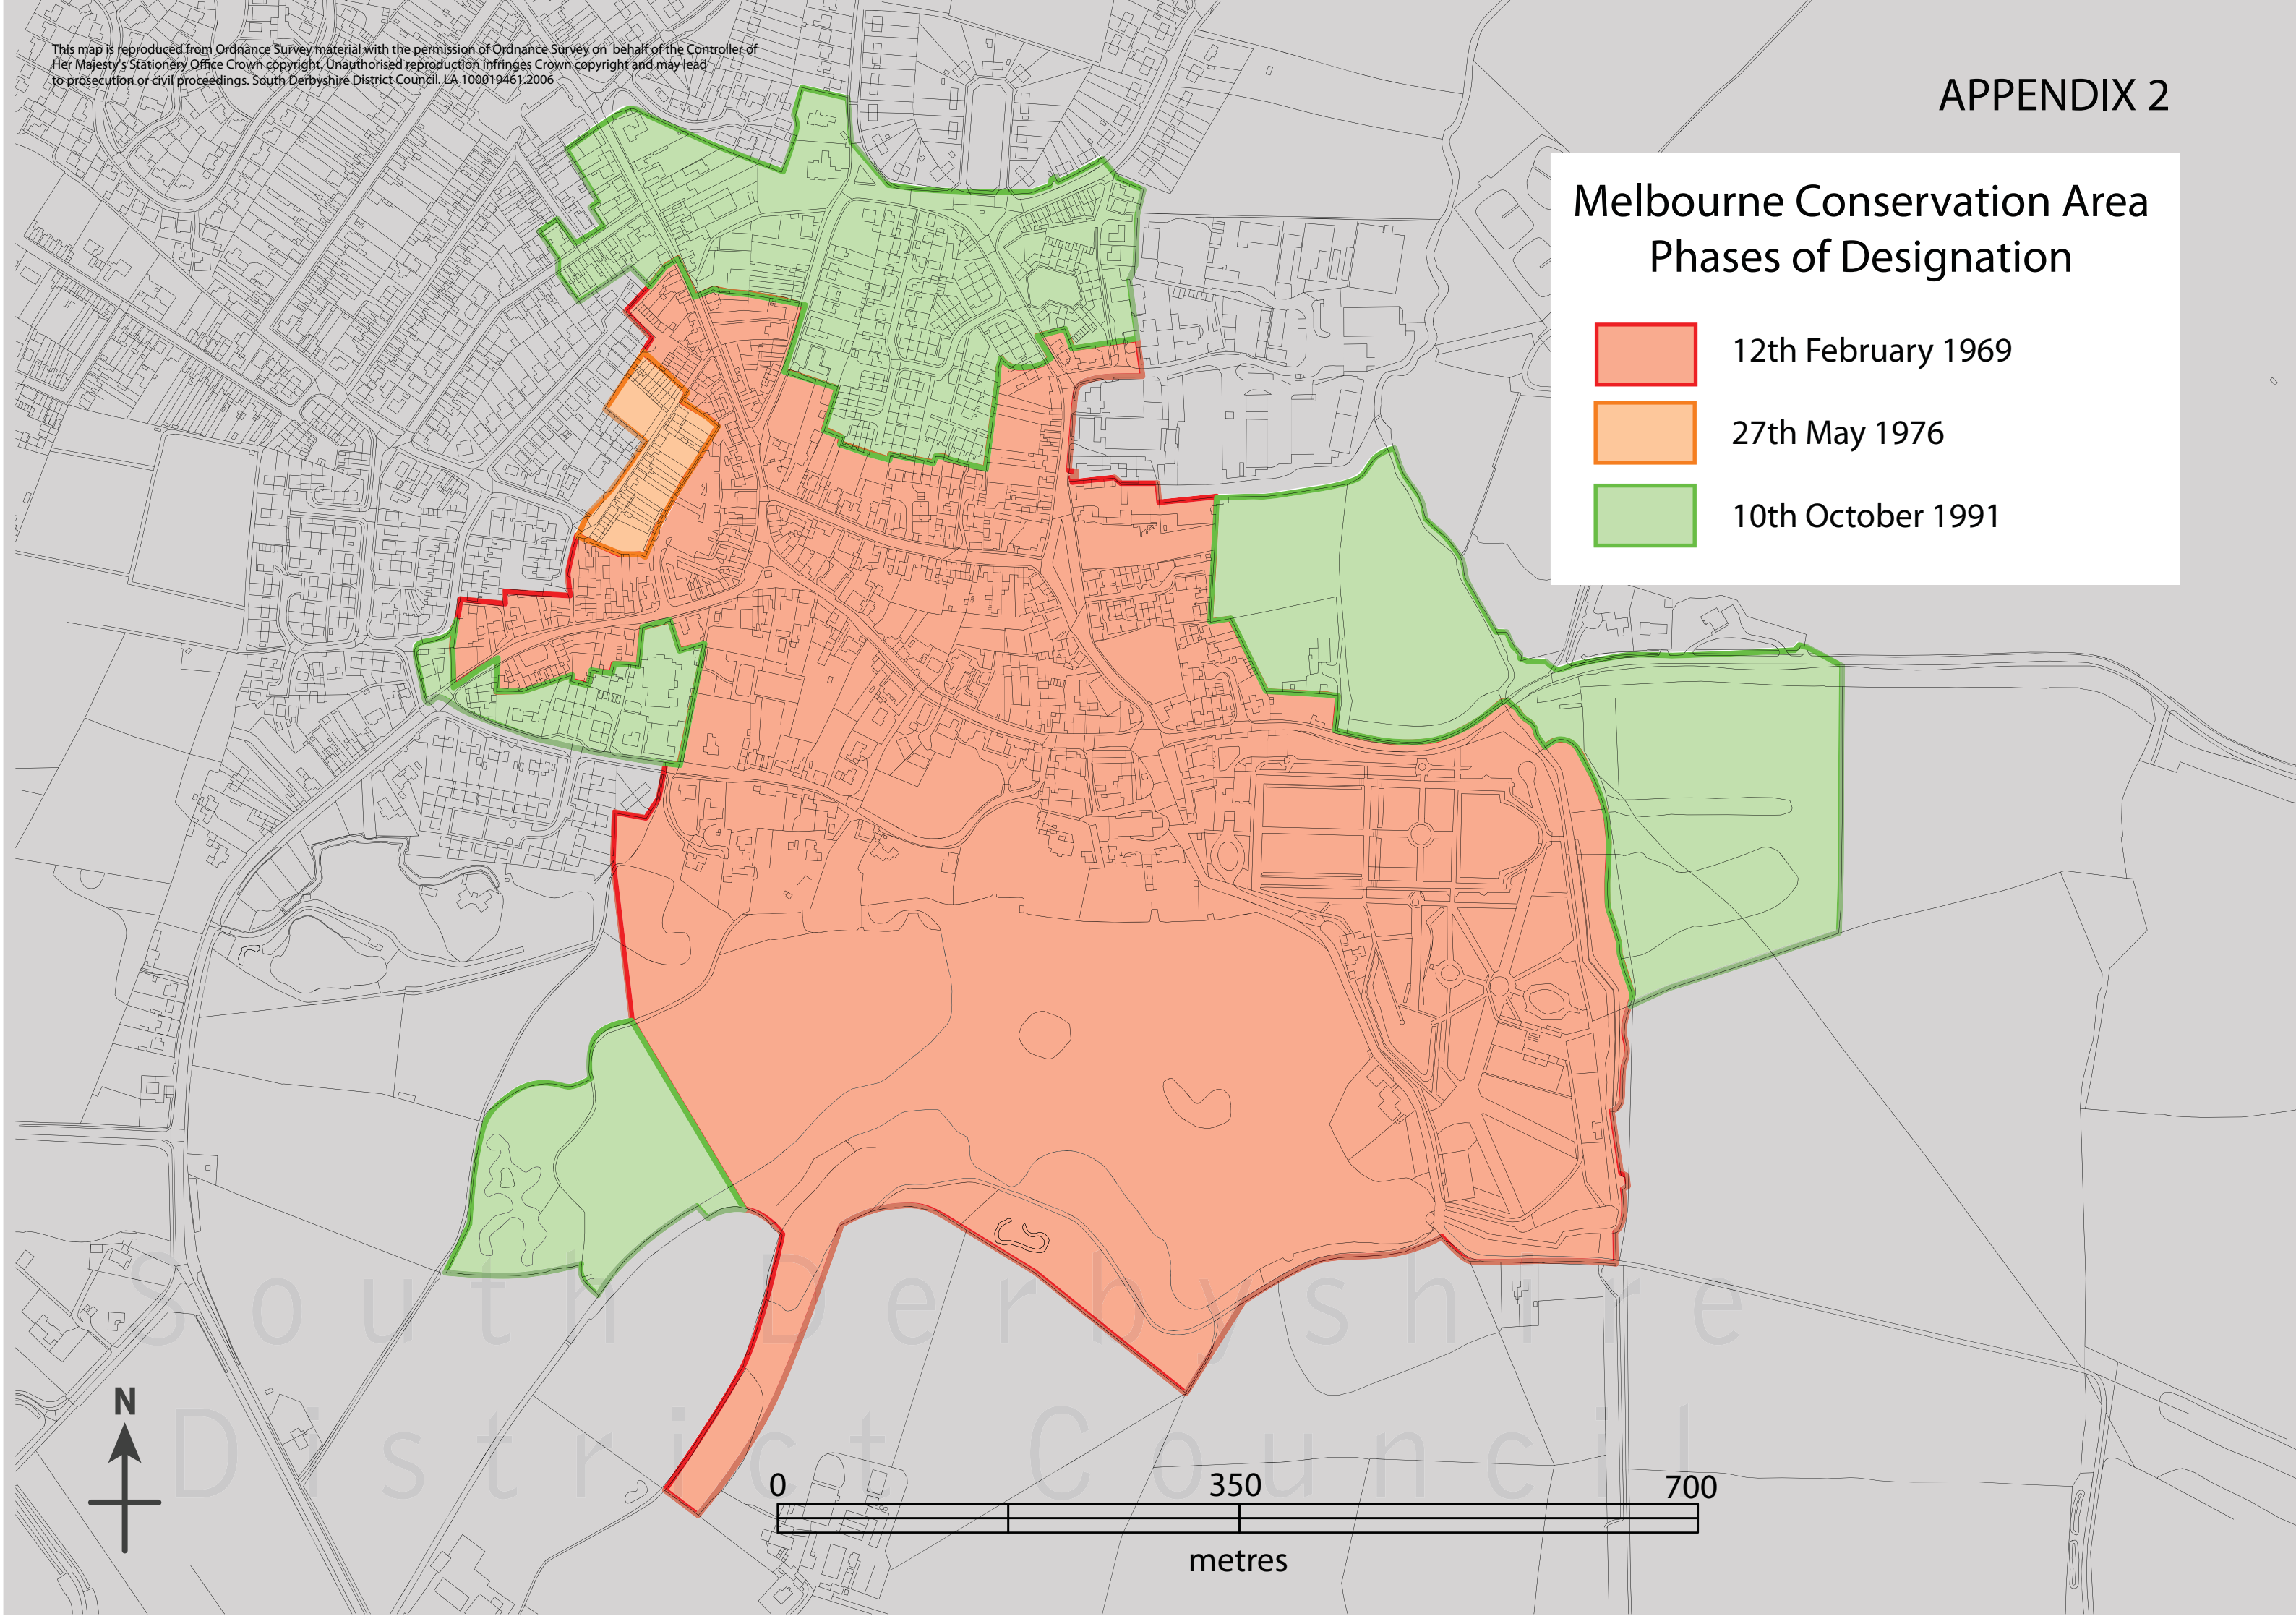 This map is reproduced from Ordnance Survey material with the permission of Ordnance Survey on behalf of the Controller of
Her Majesty's Stationery Office Crown copyright. Unauthorised reproduction infringes Crown copyright and may lead
to prosecution or civil proceedings. South Derbyshire District Council. LA 100019461.2006
APPENDIX 2
Melbourne Conservation Area
Phases of Designation
12th February 1969
27th May 1976
10th October 1991
South Derbyshire
District Council
N
0 350 700
metres